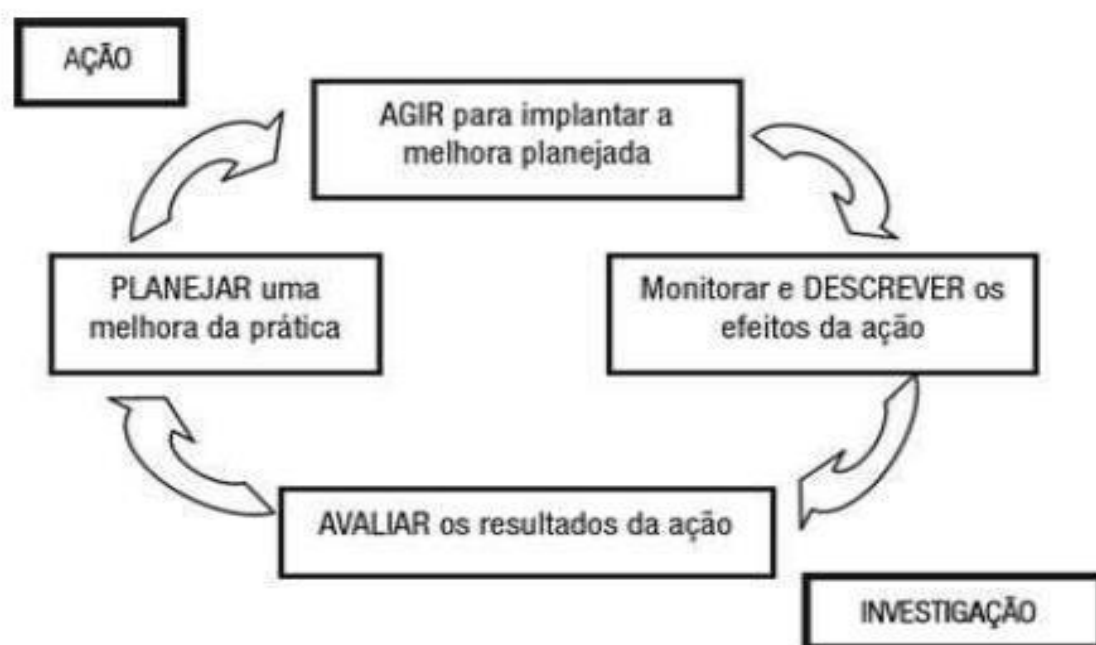 AÇÃO
AGIR para implantar a
melhora planejada
PLANEJAR uma
melhora da prática
Monitorar e DESCREVER os
efeitos da ação
AVALIAR os resultados da ação
INVESTIGAÇÃO